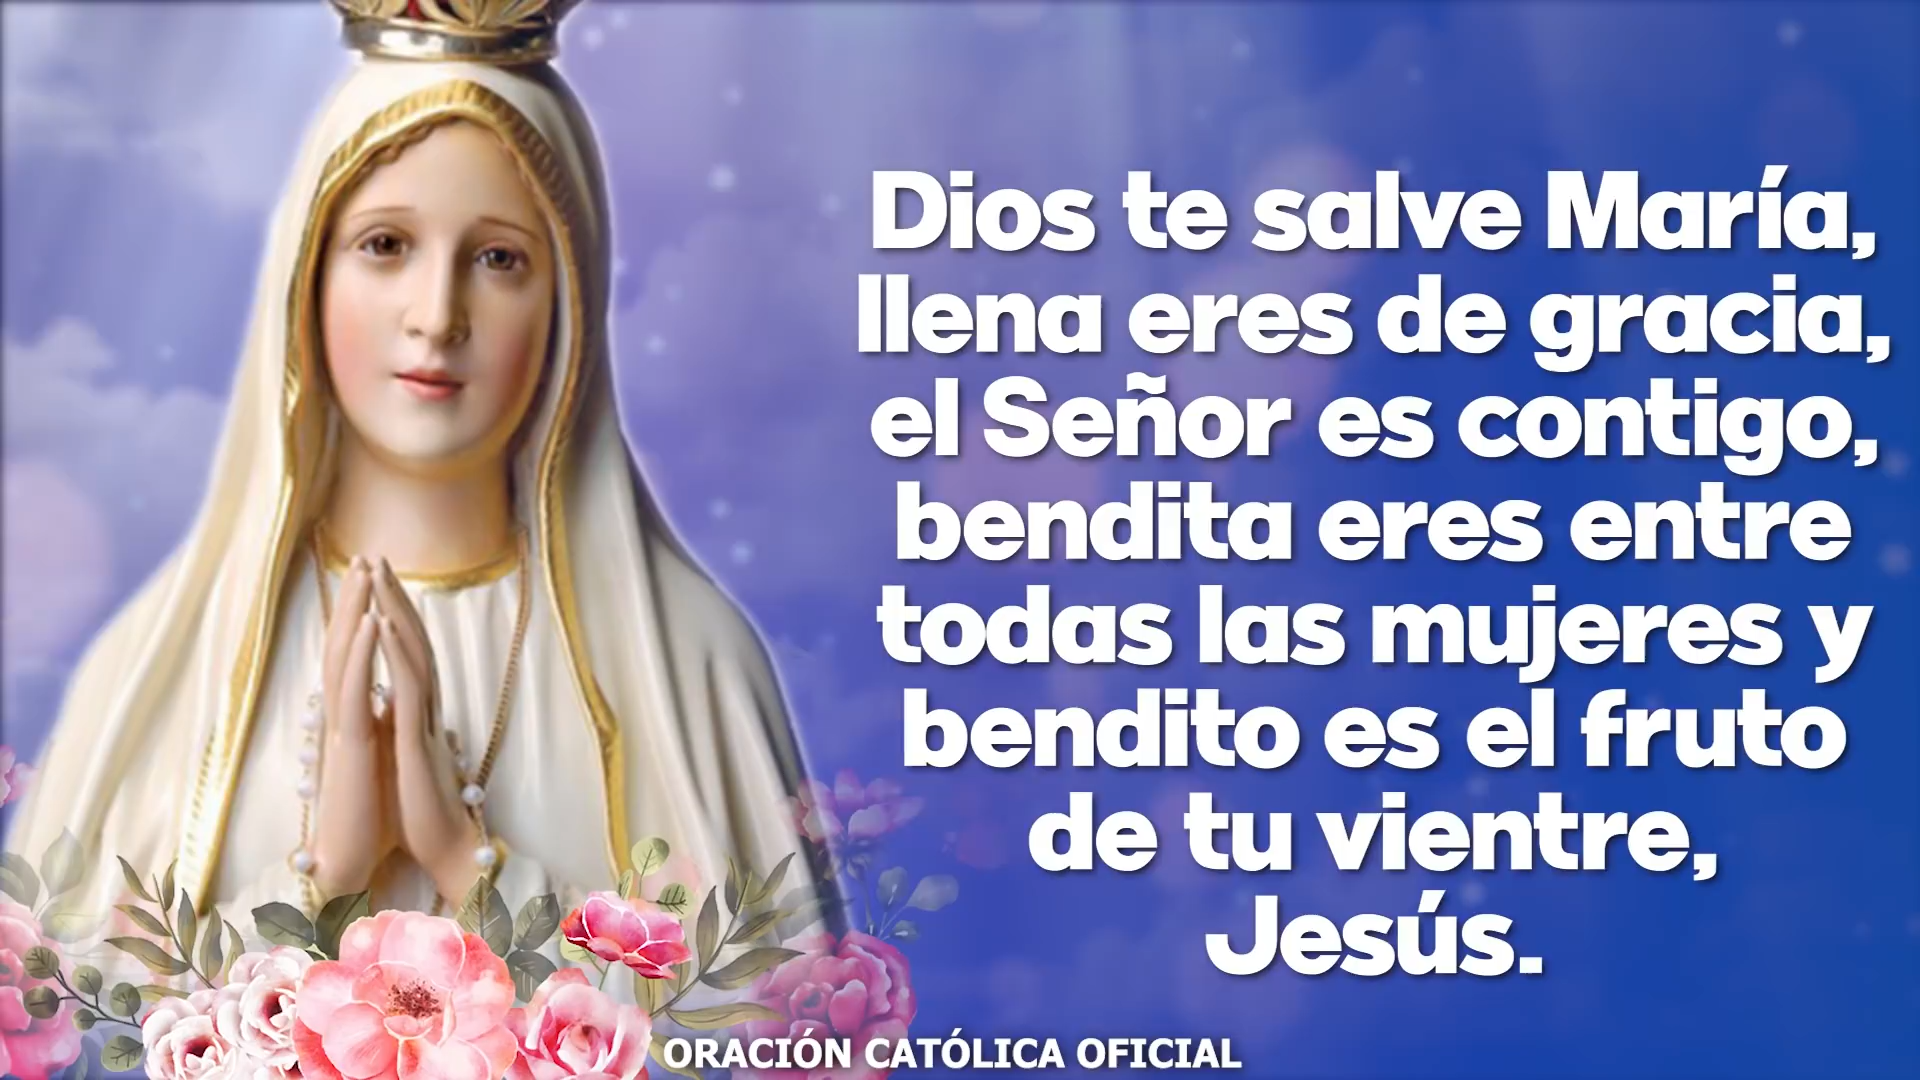 Dios te salve María,
llena eres de gracia,
el Señor es contigo,
bendita eres entre
todas las mujeres y
bendito es el fruto
de tu vientre,
Jesús.
ORACIÓN CATÓLICA OFICIAL